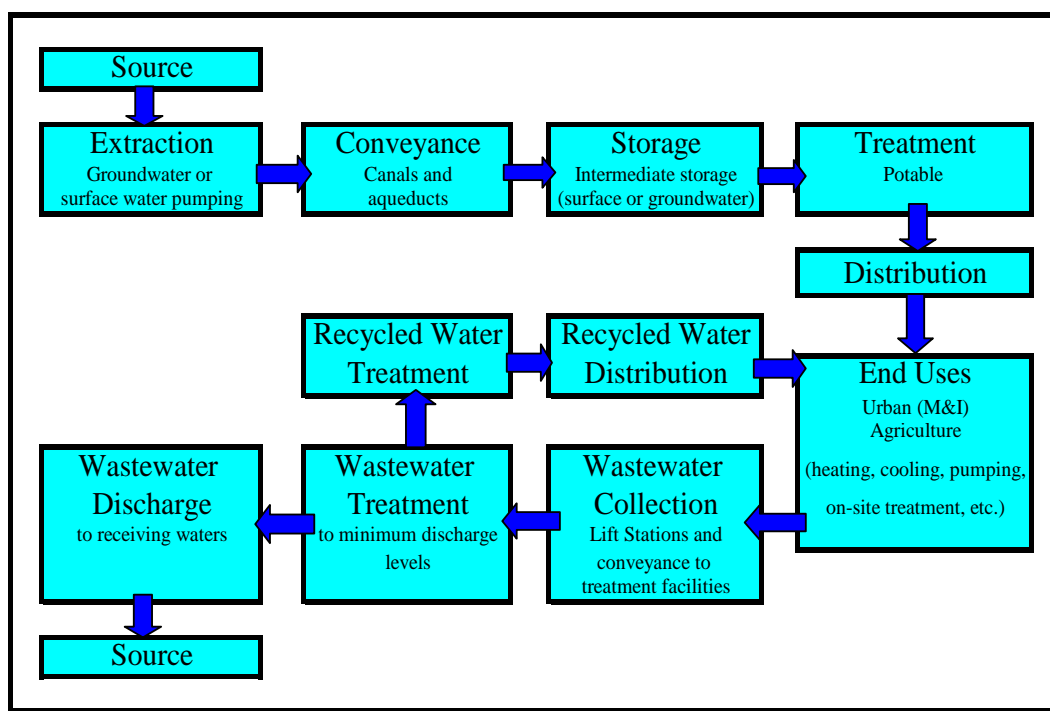 Source
Extraction
Groundwater or
surface water pumping
Conveyance
Canals and
aqueducts
Storage
Intermediate storage
(surface or groundwater)
Treatment
Potable
Distribution
Recycled Water
Treatment
Recycled Water
Distribution
End Uses
Urban (M&I)
Agriculture
(heating, cooling, pumping,
on-site treatment, etc.)
Wastewater
Discharge
to receiving waters
Wastewater
Treatment
to minimum discharge
levels
Wastewater
Collection
Lift Stations and
conveyance to
treatment facilities
Source